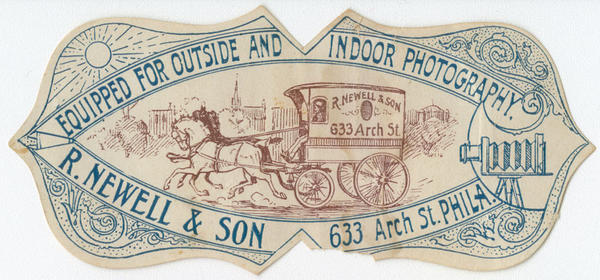 EQUIPPED FOR OUTSIDE AND INDOOR PHOTOGRAPHY.
R. NEWELL & SON
633 Arch St.
R. NEWELL & SON
633 Arch St. PHILA.